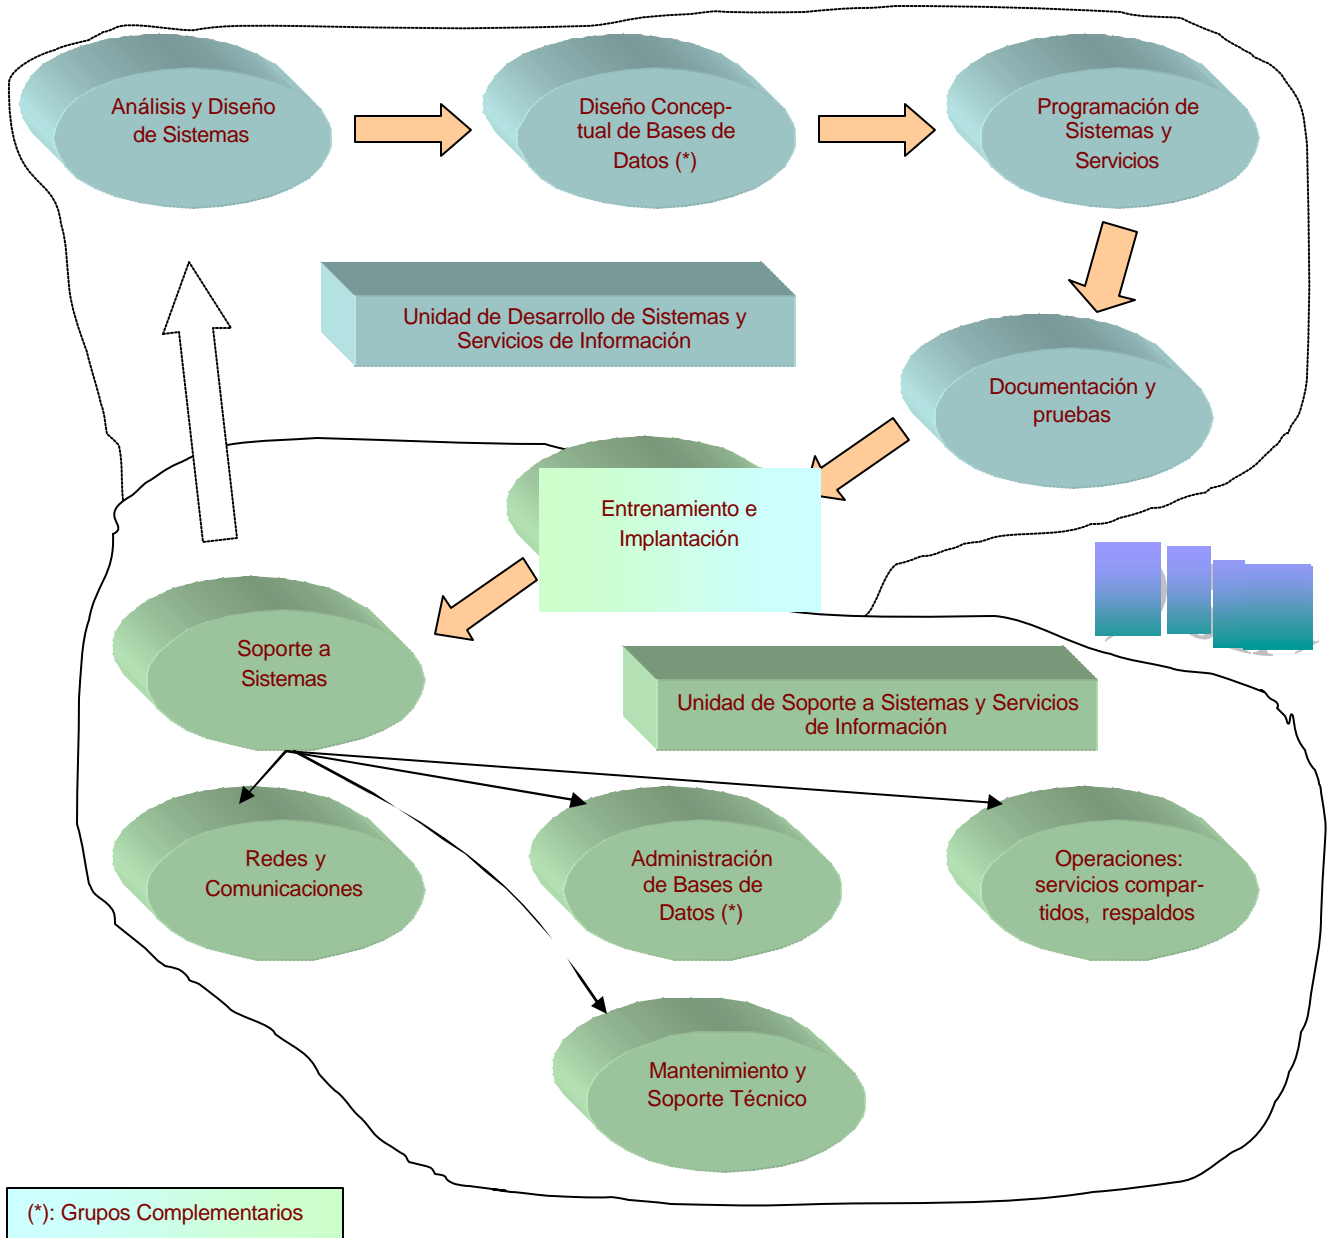 Análisis y Diseño
de Sistemas
Diseño Concep-
tual de Bases de
Datos (*)
Programación de
Sistemas y
Servicios
Unidad de Desarrollo de Sistemas y
Servicios de Información
Documentación y
pruebas
Entrenamiento e
Implantación
Soporte a
Sistemas
Unidad de Soporte a Sistemas y Servicios
de Información
Redes y
Comunicaciones
Administración
de Bases de
Datos (*)
Operaciones:
servicios compar-
tidos, respaldos
Mantenimiento y
Soporte Técnico
(*): Grupos Complementarios